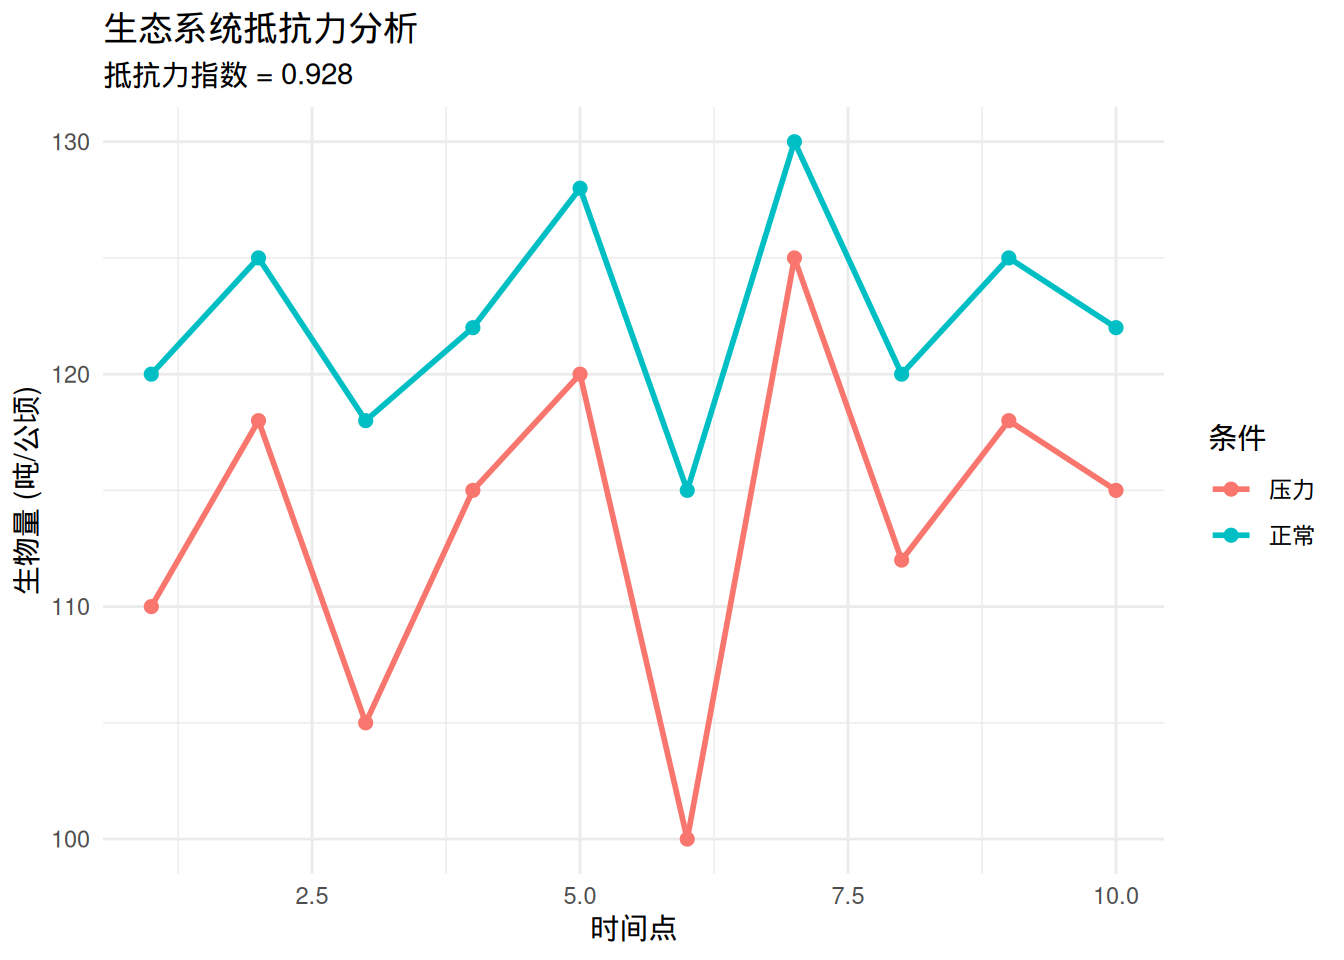 生态系统抵抗力分析
抵抗力指数 = 0.928
生物量 (吨/公顷)
130
120
110
100
2.5
5.0
7.5
10.0
时间点
条件
压力
正常